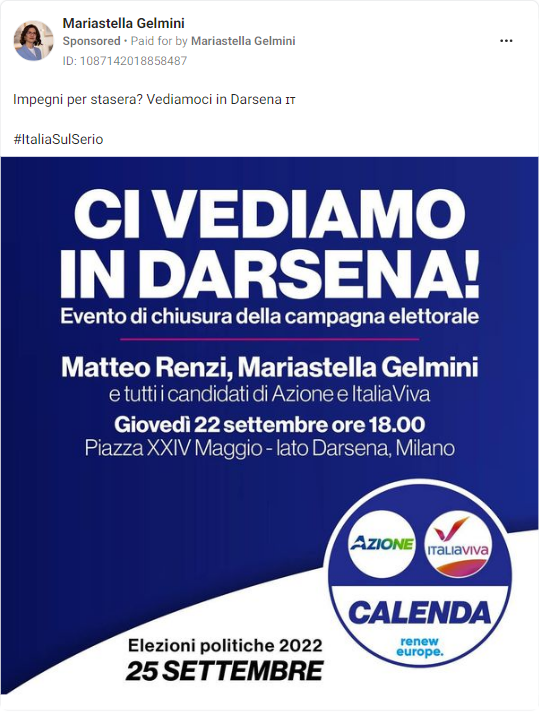 Mariastella Gelmini
Sponsored • Paid for by Mariastella Gelmini
ID: 1087142018858487
Impegni per stasera? Vediamoci in Darsena IT
#ItaliaSulSerio
CI VEDIAMO
IN DARSENA!
Evento di chiusura della campagna elettorale
Matteo Renzi, Mariastella Gelmini
e tutti i candidati di Azione e ItaliaViva
Giovedì 22 settembre ore 18.00
Piazza XXIV Maggio - lato Darsena, Milano
AZIONE
ITALIAVIVA
CALENDA
renew
europe.
Elezioni politiche 2022
25 SETTEMBRE